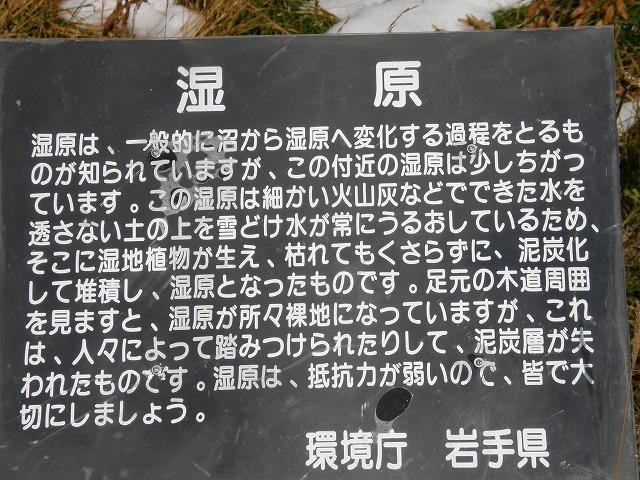 湿原
湿原は、一般的に沼から湿原へ変化する過程をとるも
のが知られていますが、この付近の湿原は少しちがっ
ています。この湿原は細かい火山灰などでできた水を
透さない土の上を雪どけ水が常にうるおしているため、
そこに湿地植物が生え、枯れてもくさらずに、泥炭化
して堆積し、湿原となったものです。足元の木道周囲
を見ますと、湿原が所々裸地になっていますが、これ
は、人々によって踏みつけられたりして、泥炭層が失
われたものです。湿原は、抵抗力が弱いので、皆で大
切にしましょう。
環境庁 岩手県